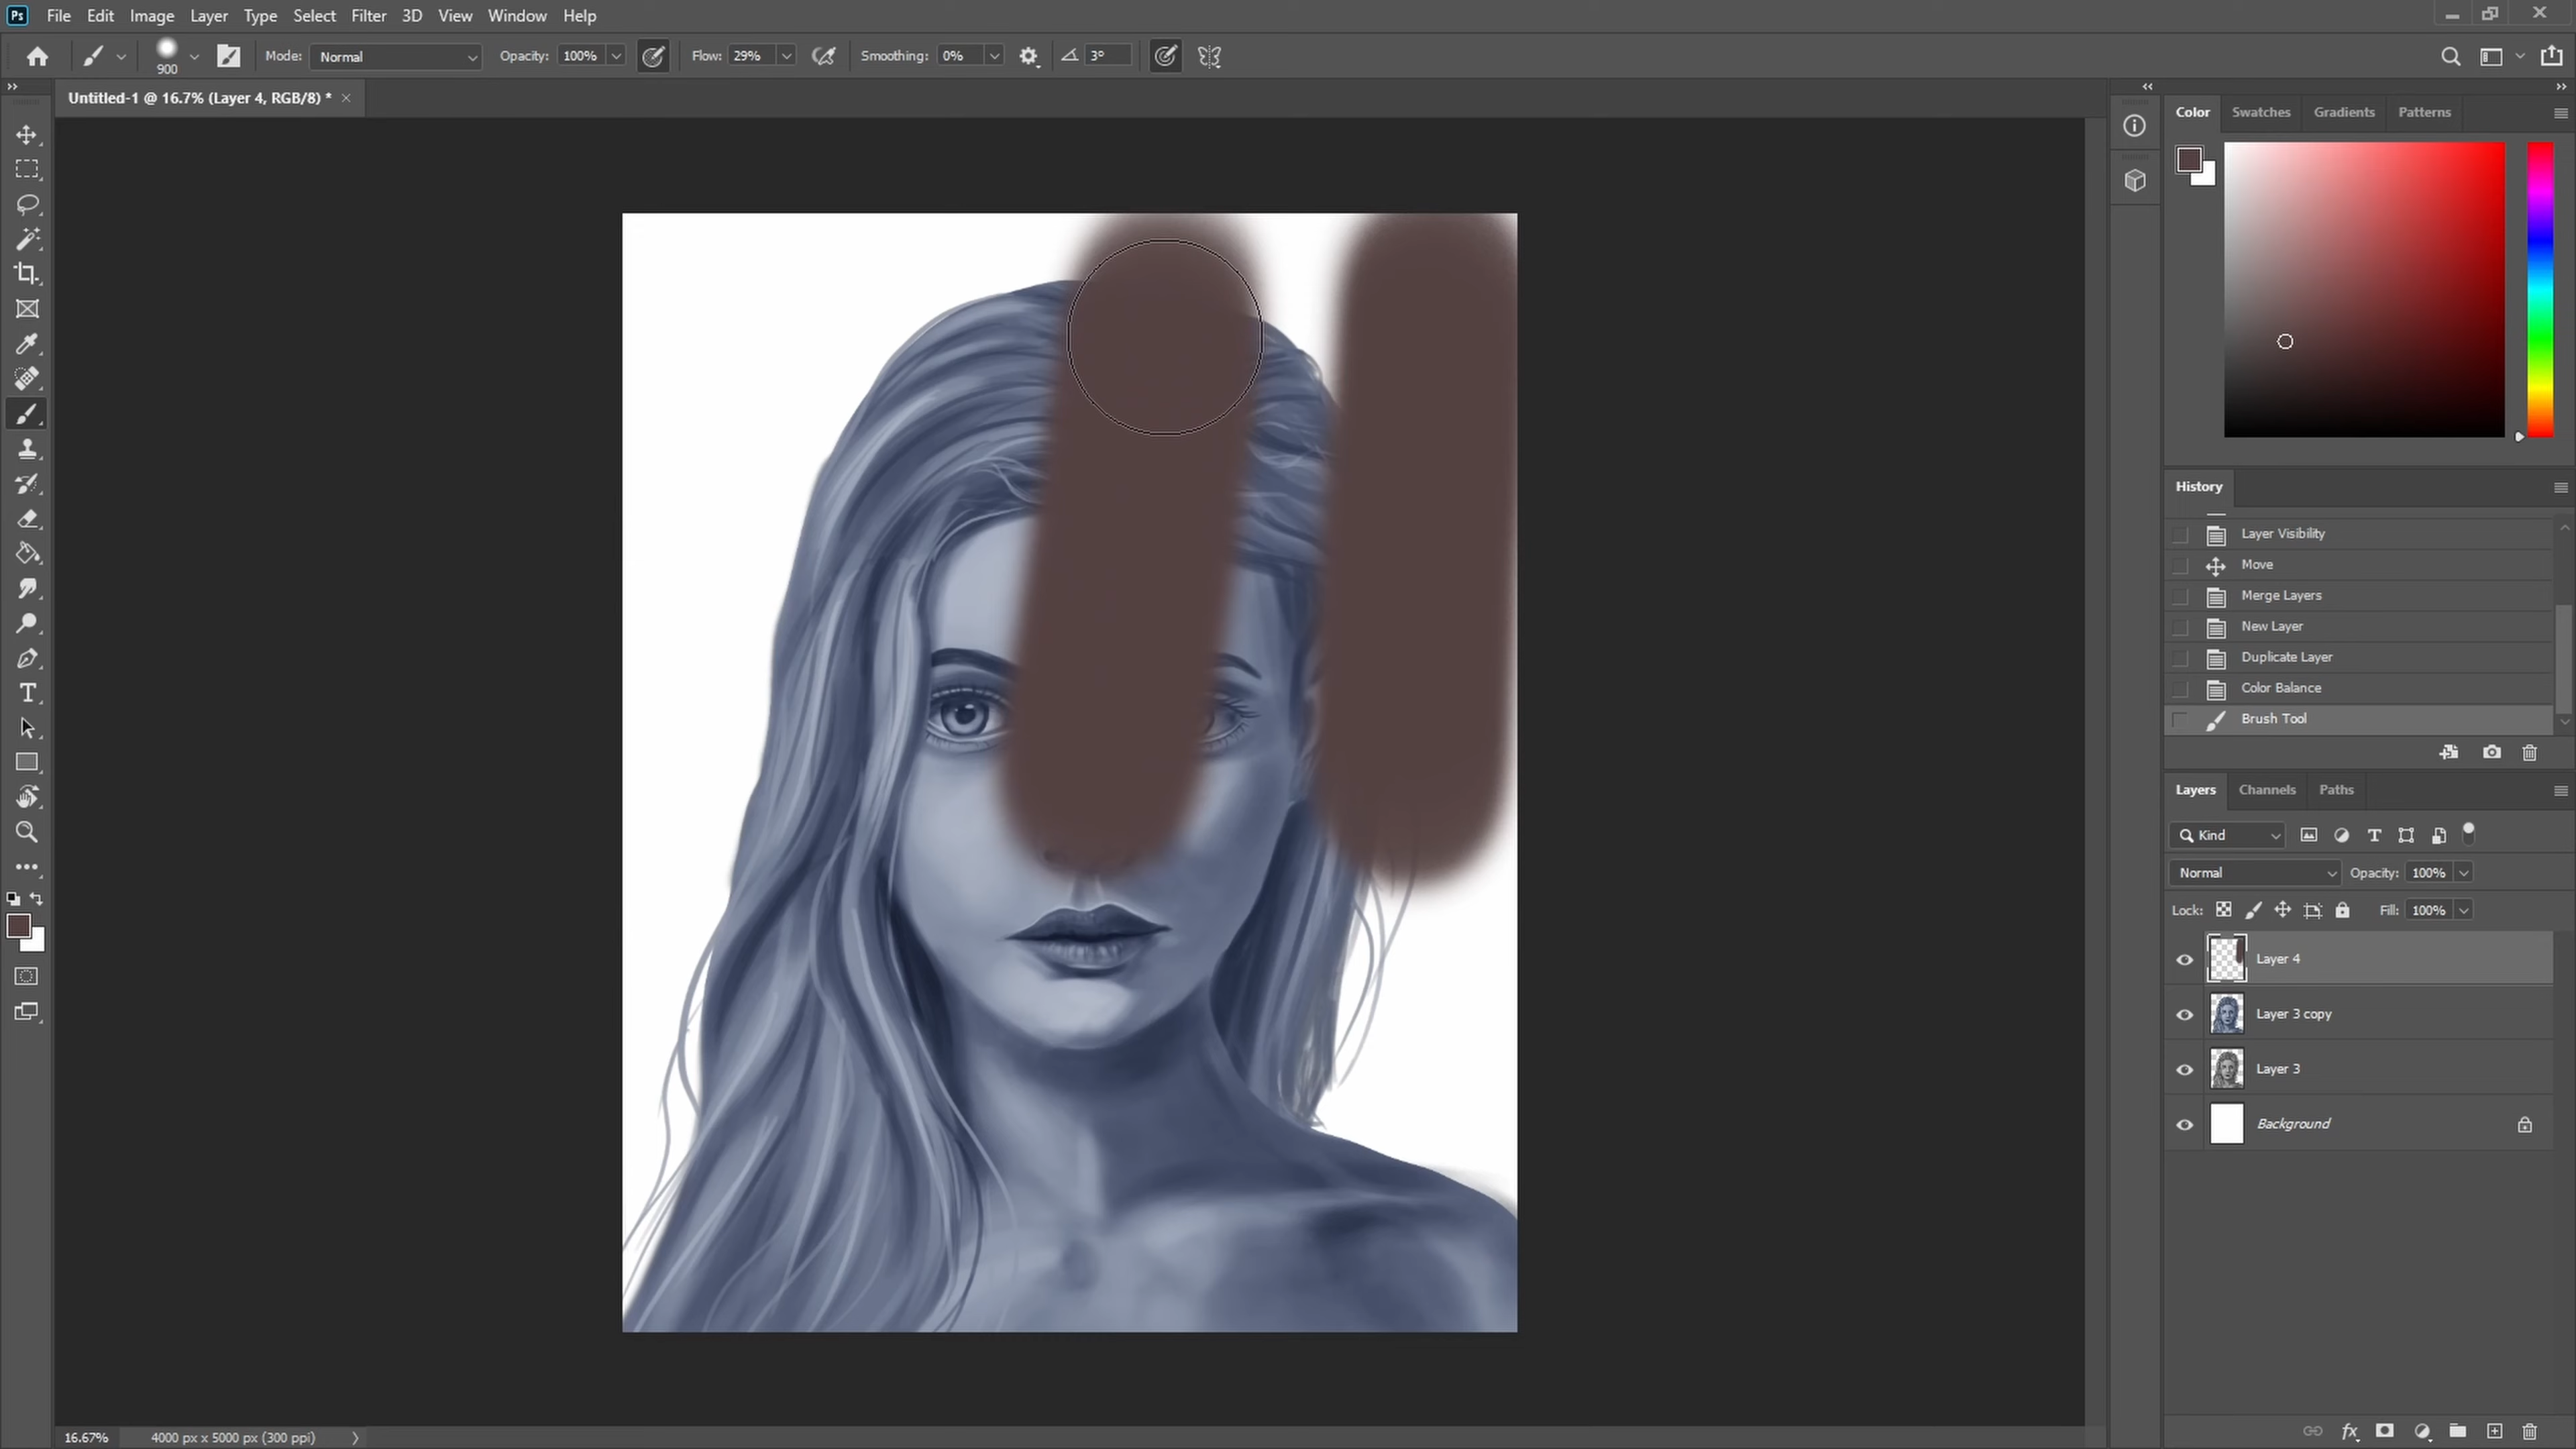 Ps File Edit Image Layer Type Select Filter 3D View Window Help
900 Mode: Normal Opacity: 100% Flow: 29% Smoothing: 0% 3°
Untitled-1 @ 16.7% (Layer 4, RGB/8) *
Color Swatches Gradients Patterns
History
Layer Visibility
Move
Merge Layers
New Layer
Duplicate Layer
Color Balance
Brush Tool
Layers Channels Paths
Kind
Normal Opacity: 100%
Lock: Fill: 100%
Layer 4
Layer 3 copy
Layer 3
Background
fx
16.67% 4000 px x 5000 px (300 ppi)